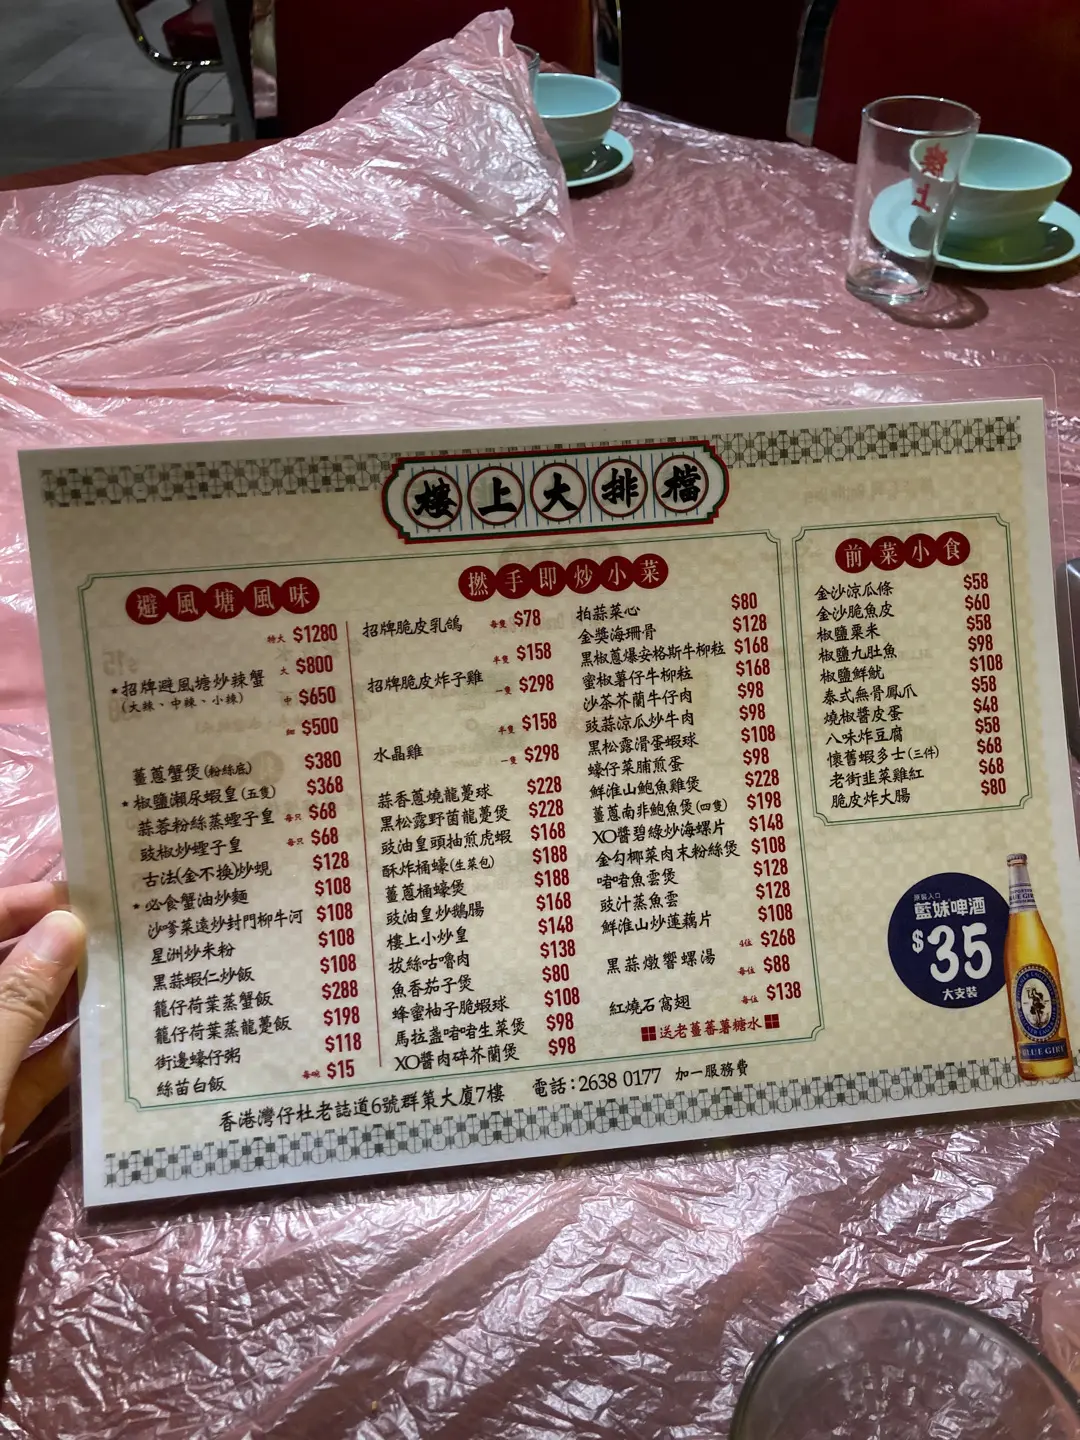 樓上大排檔
避風塘風味
特大 $1280
大 $800
*招牌避風塘炒辣蟹
(大辣、中辣、小辣)
中 $650
細 $500
薑蔥蟹煲(粉絲底) $380
*椒鹽瀨尿蝦皇(五隻) $368
蒜蓉粉絲蒸蟶子皇 每只 $68
豉椒炒蟶子皇 每只 $68
古法(金不換)炒蜆 $128
*必食蟹油炒麵 $108
沙嗲菜遠炒封門柳牛河 $108
星洲炒米粉 $108
黑蒜蝦仁炒飯 $108
籠仔荷葉蒸蟹飯 $288
籠仔荷葉蒸龍躉飯 $198
街邊蠔仔粥 $118
絲苗白飯 每碗 $15
撚手即炒小菜
招牌脆皮乳鴿 每隻 $78
半隻 $158
招牌脆皮炸子雞
一隻 $298
半隻 $158
水晶雞
一隻 $298
蒜香蔥燒龍躉球 $228
黑松露野菌龍躉煲 $228
豉油皇頭抽煎虎蝦 $168
酥炸桶蠔(生菜包) $188
薑蔥桶蠔煲 $188
豉油皇炒鵝腸 $168
樓上小炒皇 $148
拔絲咕嚕肉 $138
魚香茄子煲 $80
蜂蜜柚子脆蝦球 $108
馬拉盞啫啫生菜煲 $98
XO醬肉碎芥蘭煲 $98
拍蒜菜心 $80
金獎海珊骨 $128
黑椒蔥爆安格斯牛柳粒 $168
蜜椒薯仔牛柳粒 $168
沙茶芥蘭牛仔肉 $98
豉蒜涼瓜炒牛肉 $98
黑松露滑蛋蝦球 $108
蠔仔菜脯煎蛋 $98
鮮淮山鮑魚雞煲 $228
薑蔥南非鮑魚煲(四隻) $198
XO醬碧綠炒海螺片 $148
金勾椰菜肉末粉絲煲 $108
啫啫魚雲煲 $128
豉汁蒸魚雲 $128
鮮淮山炒蓮藕片 $108
4位 $268
黑蒜燉響螺湯
每位 $88
紅燒石窩翅 每位 $138
送老薑蕃薯糖水
前菜小食
金沙涼瓜條 $58
金沙脆魚皮 $60
椒鹽粟米 $58
椒鹽九肚魚 $98
椒鹽鮮魷 $108
泰式無骨鳳爪 $58
燒椒醬皮蛋 $48
八味炸豆腐 $58
懷舊蝦多士(三件) $68
老街韭菜雞紅 $68
脆皮炸大腸 $80
原裝入口
藍妹啤酒
$35
大支裝
BLUE GIRL
BLUE GIRL
香港灣仔杜老誌道6號群策大廈7樓 電話:2638 0177 加一服務費